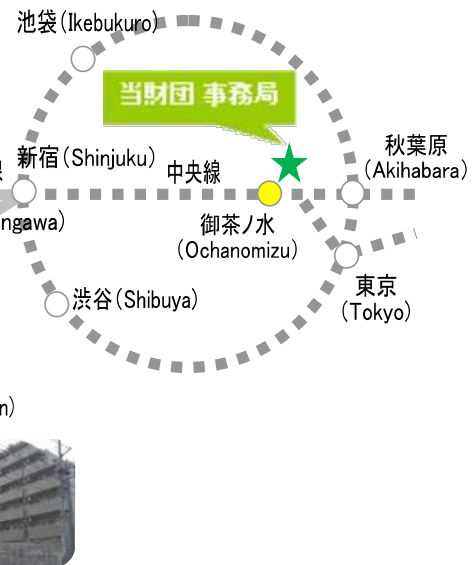 池袋(Ikebukuro)
当財団 事務局
新宿(Shinjuku)
中央線
秋葉原
(Akihabara)
ngawa)
御茶ノ水
(Ochanomizu)
渋谷(Shibuya)
東京
(Tokyo)
n)